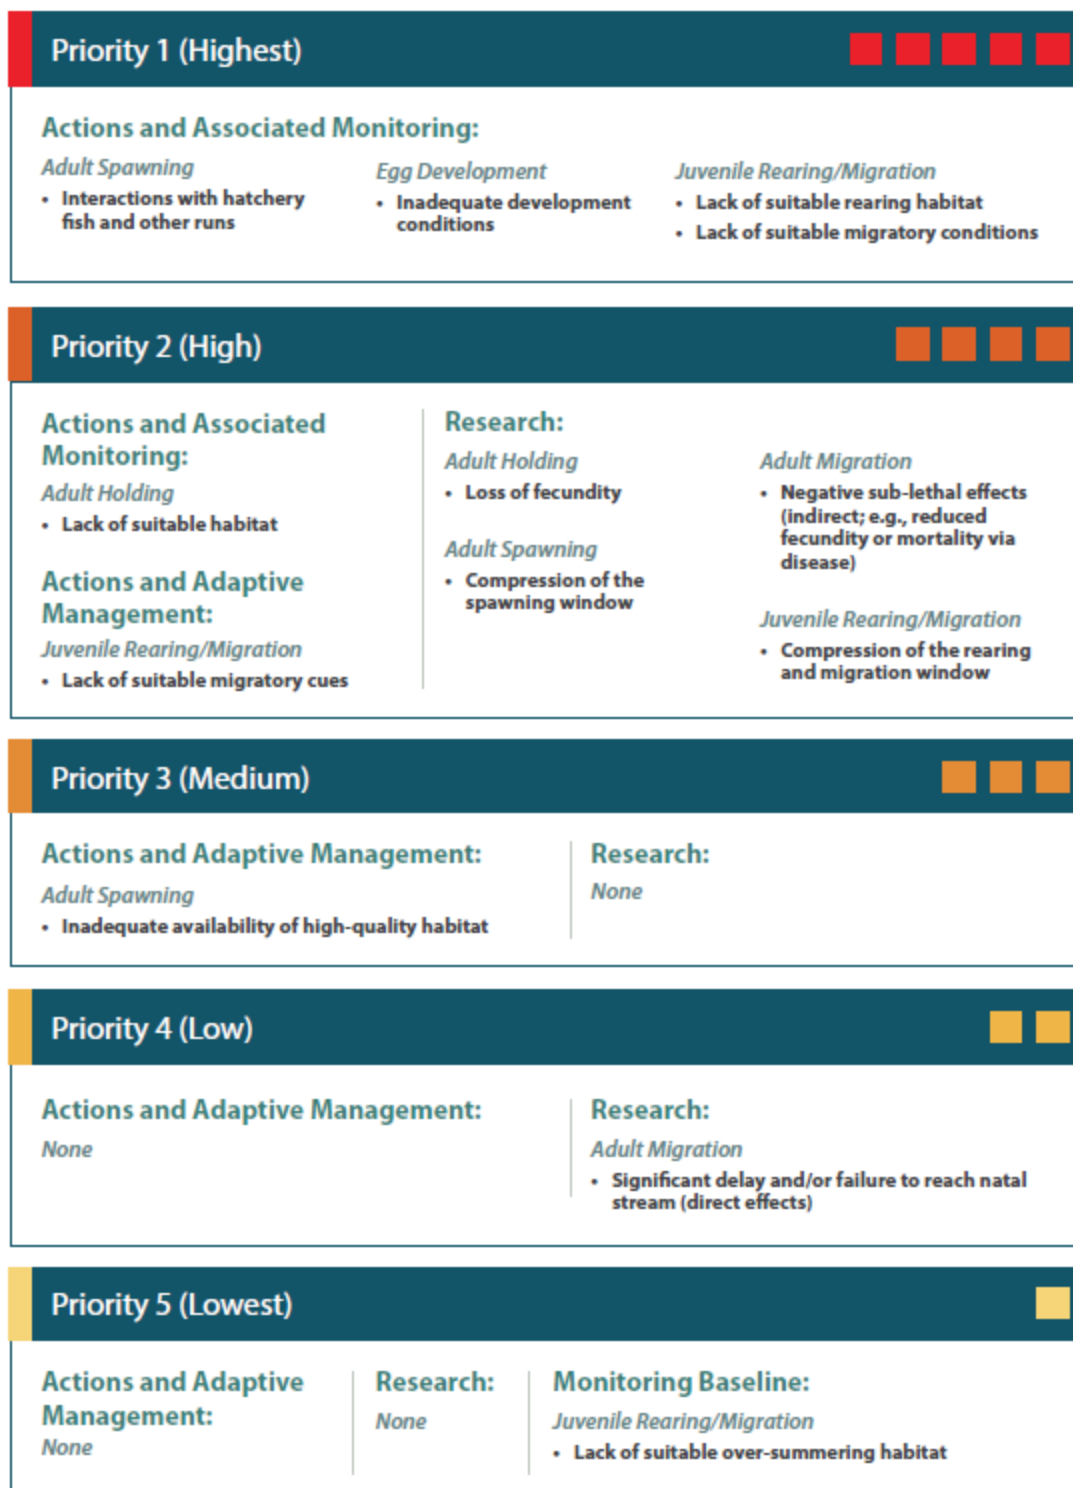 Priority 1 (Highest)
Actions and Associated Monitoring:
Adult Spawning
• Interactions with hatchery
fish and other runs
Egg Development
• Inadequate development
conditions
Juvenile Rearing/Migration
• Lack of suitable rearing habitat
• Lack of suitable migratory conditions
Priority 2 (High)
Actions and Associated
Monitoring:
Adult Holding
• Lack of suitable habitat
Actions and Adaptive
Management:
Juvenile Rearing/Migration
• Lack of suitable migratory cues
Research:
Adult Holding
• Loss of fecundity
Adult Spawning
• Compression of the
spawning window
Adult Migration
• Negative sub-lethal effects
(indirect; e.g., reduced
fecundity or mortality via
disease)
Juvenile Rearing/Migration
• Compression of the rearing
and migration window
Priority 3 (Medium)
Actions and Adaptive Management:
Adult Spawning
• Inadequate availability of high-quality habitat
Research:
None
Priority 4 (Low)
Actions and Adaptive Management:
None
Research:
Adult Migration
• Significant delay and/or failure to reach natal
stream (direct effects)
Priority 5 (Lowest)
Actions and Adaptive
Management:
None
Research:
None
Monitoring Baseline:
Juvenile Rearing/Migration
• Lack of suitable over-summering habitat